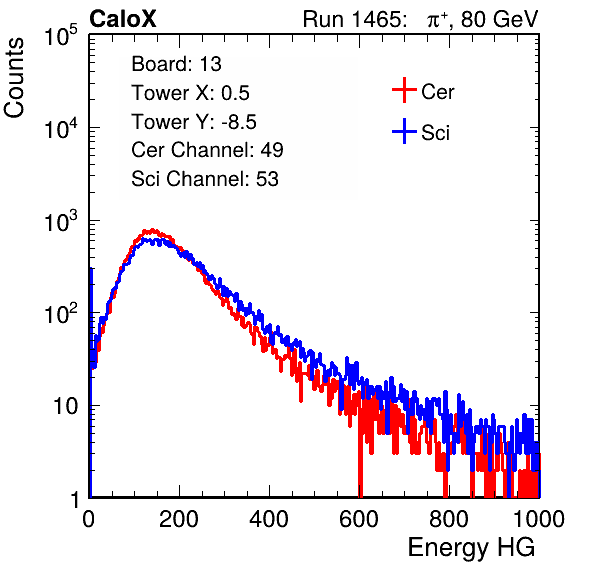 CaloX Run 1465: π⁺, 80 GeV
Counts
10⁵
10⁴
10³
10²
10
1
Board: 13
Tower X: 0.5
Tower Y: -8.5
Cer Channel: 49
Sci Channel: 53
Cer
Sci
0 200 400 600 800 1000
Energy HG